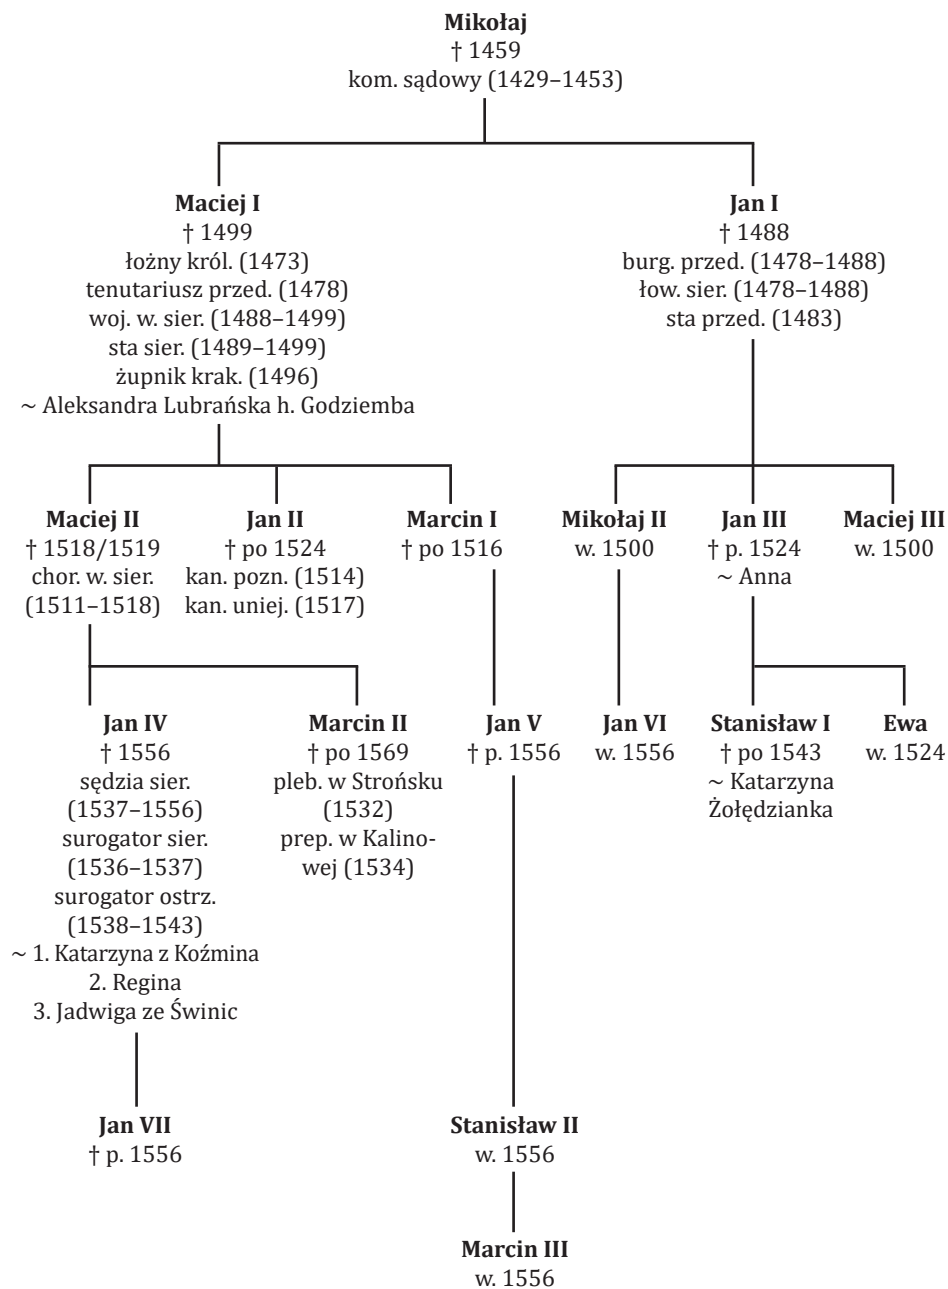 Mikołaj
† 1459
kom. sądowy (1429–1453)
Maciej I
† 1499
łożny król. (1473)
tenutariusz przed. (1478)
woj. w. sier. (1488–1499)
sta sier. (1489–1499)
żupnik krak. (1496)
~ Aleksandra Lubrańska h. Godziemba
Jan I
† 1488
burg. przed. (1478–1488)
łow. sier. (1478–1488)
sta przed. (1483)
Maciej II
† 1518/1519
chor. w. sier.
(1511–1518)
Jan II
† po 1524
kan. pozn. (1514)
kan. uniej. (1517)
Marcin I
† po 1516
Mikołaj II
w. 1500
Jan III
† p. 1524
~ Anna
Maciej III
w. 1500
Jan IV
† 1556
sędzia sier.
(1537–1556)
surogator sier.
(1536–1537)
surogator ostrz.
(1538–1543)
~ 1. Katarzyna z Koźmina
2. Regina
3. Jadwiga ze Świnic
Marcin II
† po 1569
pleb. w Strońsku
(1532)
prep. w Kalino-
wej (1534)
Jan V
† p. 1556
Jan VI
w. 1556
Stanisław I
† po 1543
~ Katarzyna
Żołędzianka
Ewa
w. 1524
Jan VII
† p. 1556
Stanisław II
w. 1556
Marcin III
w. 1556